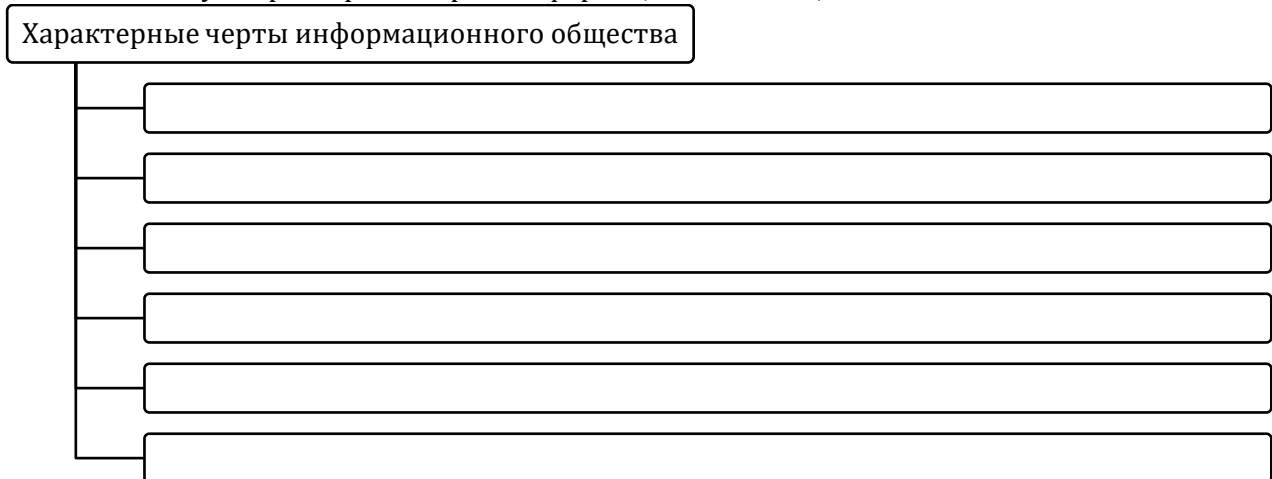 Характерные черты информационного общества